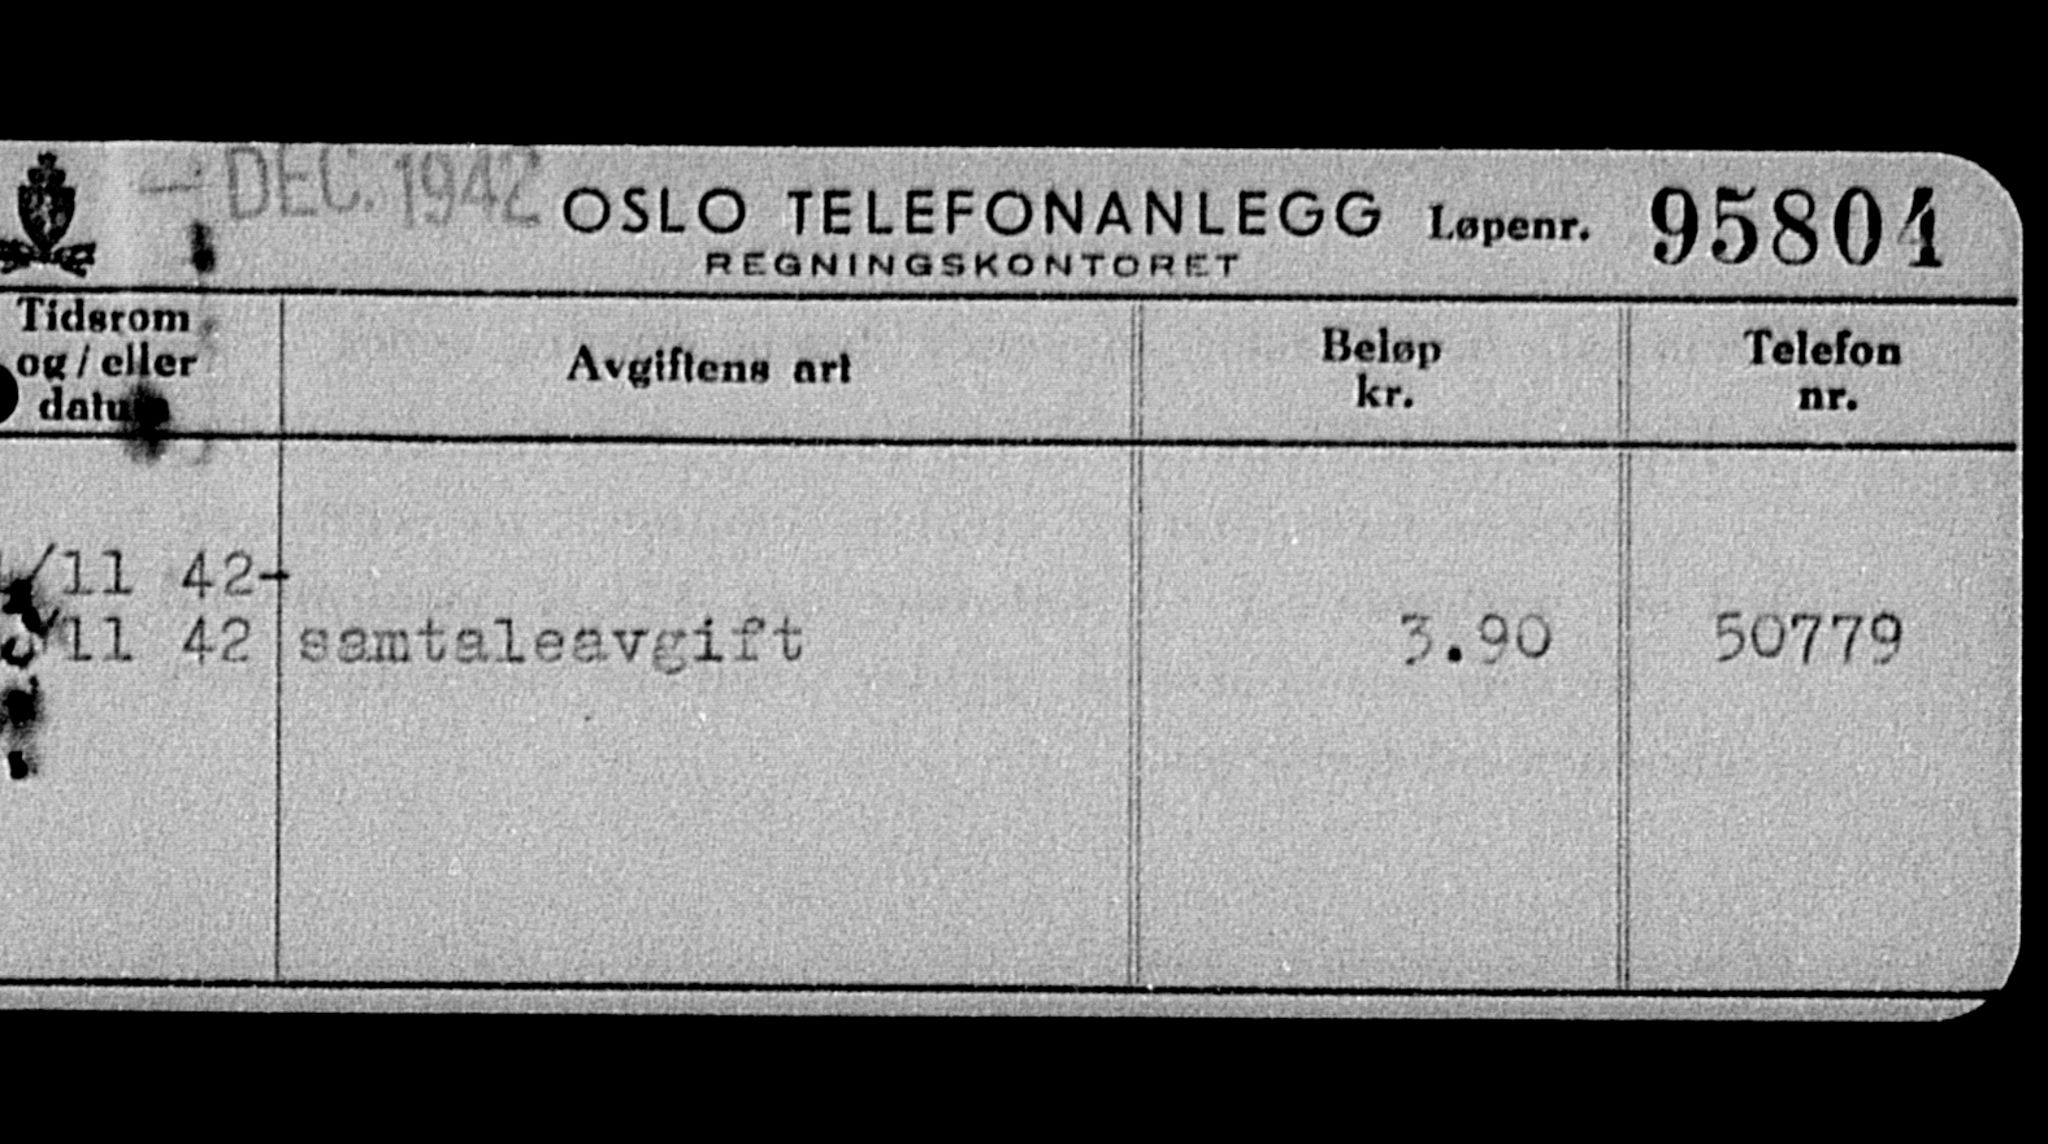 - DEC. 1942
OSLO TELEFONANLEGG
REGNINGSKONTORET
Løpenr. 95804
Tidsrom og / eller datum
Avgiftens art
Beløp kr.
Telefon nr.
/11 42-
/11 42 samtaleavgift 3.90 50779